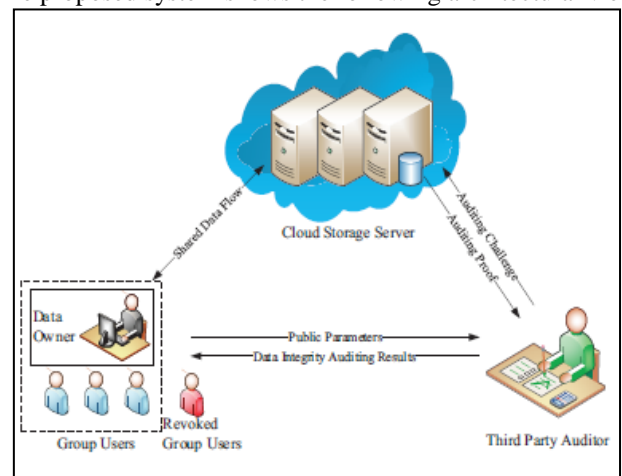 Cloud Storage Server
Shared Data Flow
Auditing Challenge
Auditing Proof
Data
Owner
Public Parameters
Data Integrity Auditing Results
Revoked
Group Users
Group Users
Third Party Auditor